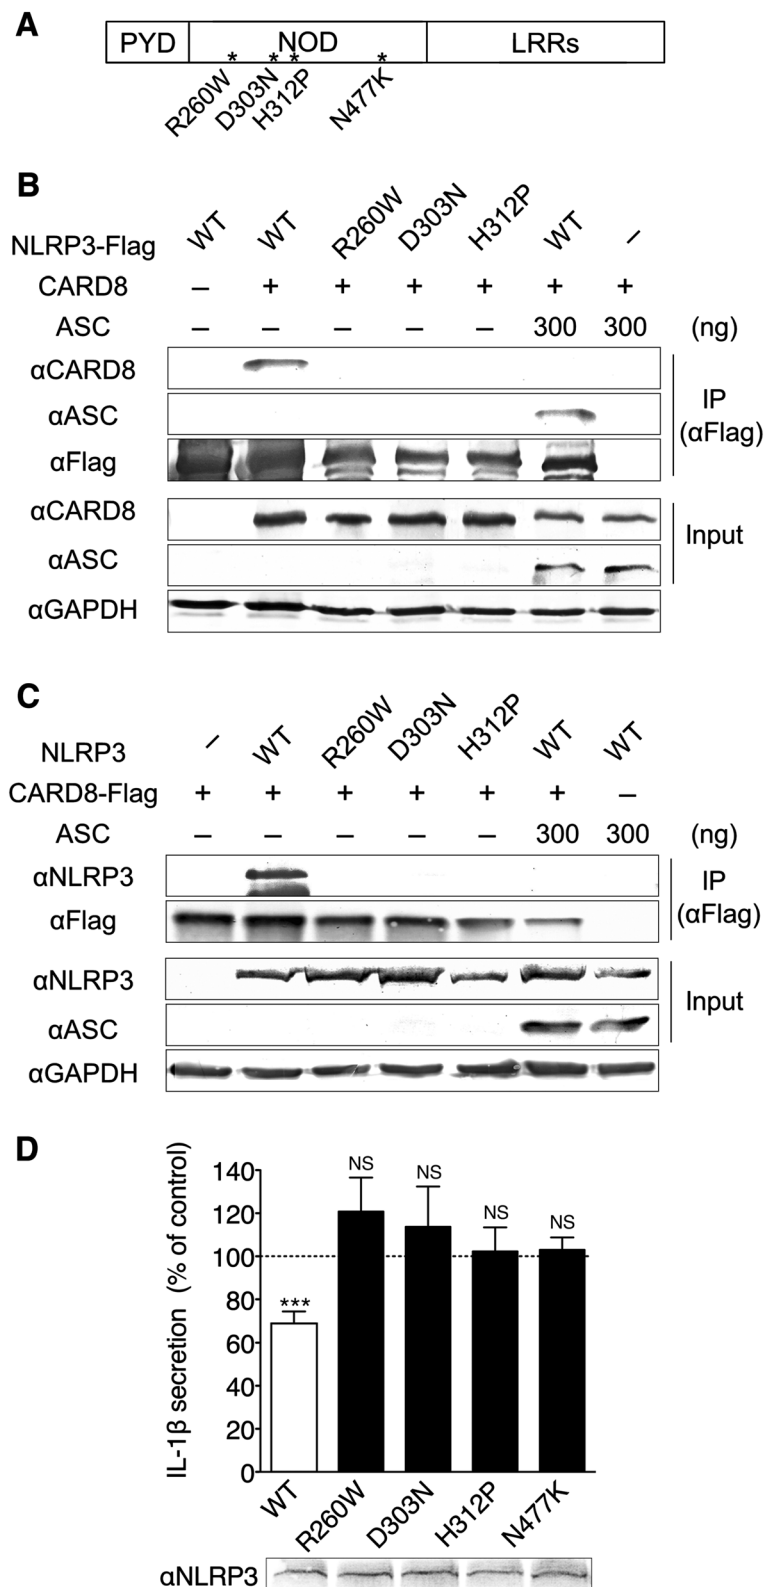 A
PYD NOD LRRs
* * * *
R260W D303N H312P N477K
B
NLRP3-Flag WT WT R260W D303N H312P WT –
CARD8 – + + + + + +
ASC – – – – – 300 300 (ng)
αCARD8
αASC
αFlag
IP
(αFlag)
αCARD8
αASC
Input
αGAPDH
C
NLRP3 – WT R260W D303N H312P WT WT
CARD8-Flag + + + + + + –
ASC – – – – – 300 300 (ng)
αNLRP3
αFlag
IP
(αFlag)
αNLRP3
αASC
Input
αGAPDH
D
IL-1β secretion (% of control)
140
120
100
80
60
40
20
0
*** NS NS NS NS
WT R260W D303N H312P N477K
αNLRP3